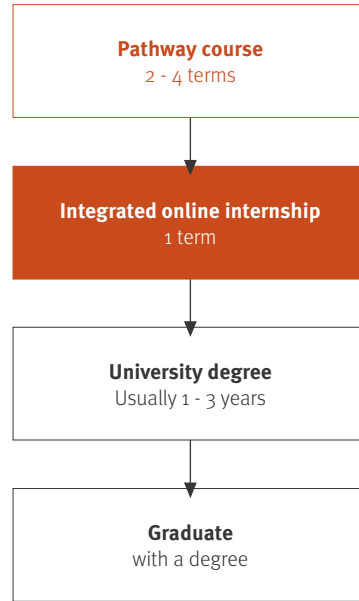 Pathway course
2 - 4 terms
Integrated online internship
1 term
University degree
Usually 1 - 3 years
Graduate
with a degree